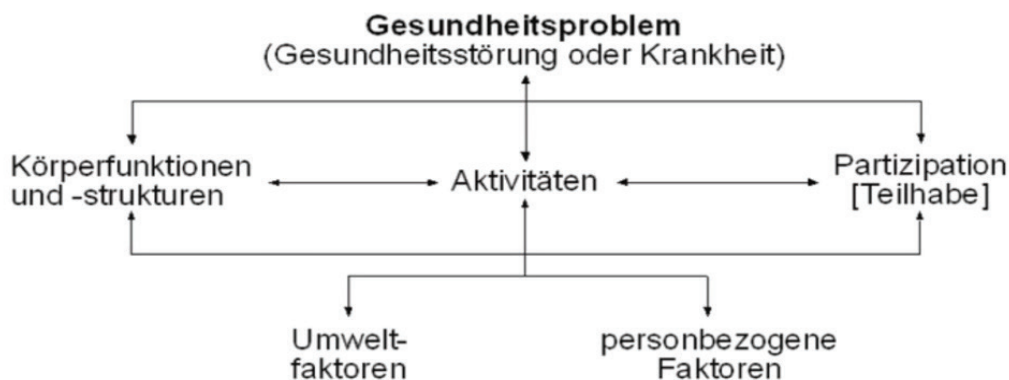 Gesundheitsproblem
(Gesundheitsstörung oder Krankheit)
Körperfunktionen
und -strukturen
Aktivitäten
Partizipation
[Teilhabe]
Umwelt-
faktoren
personbezogene
Faktoren